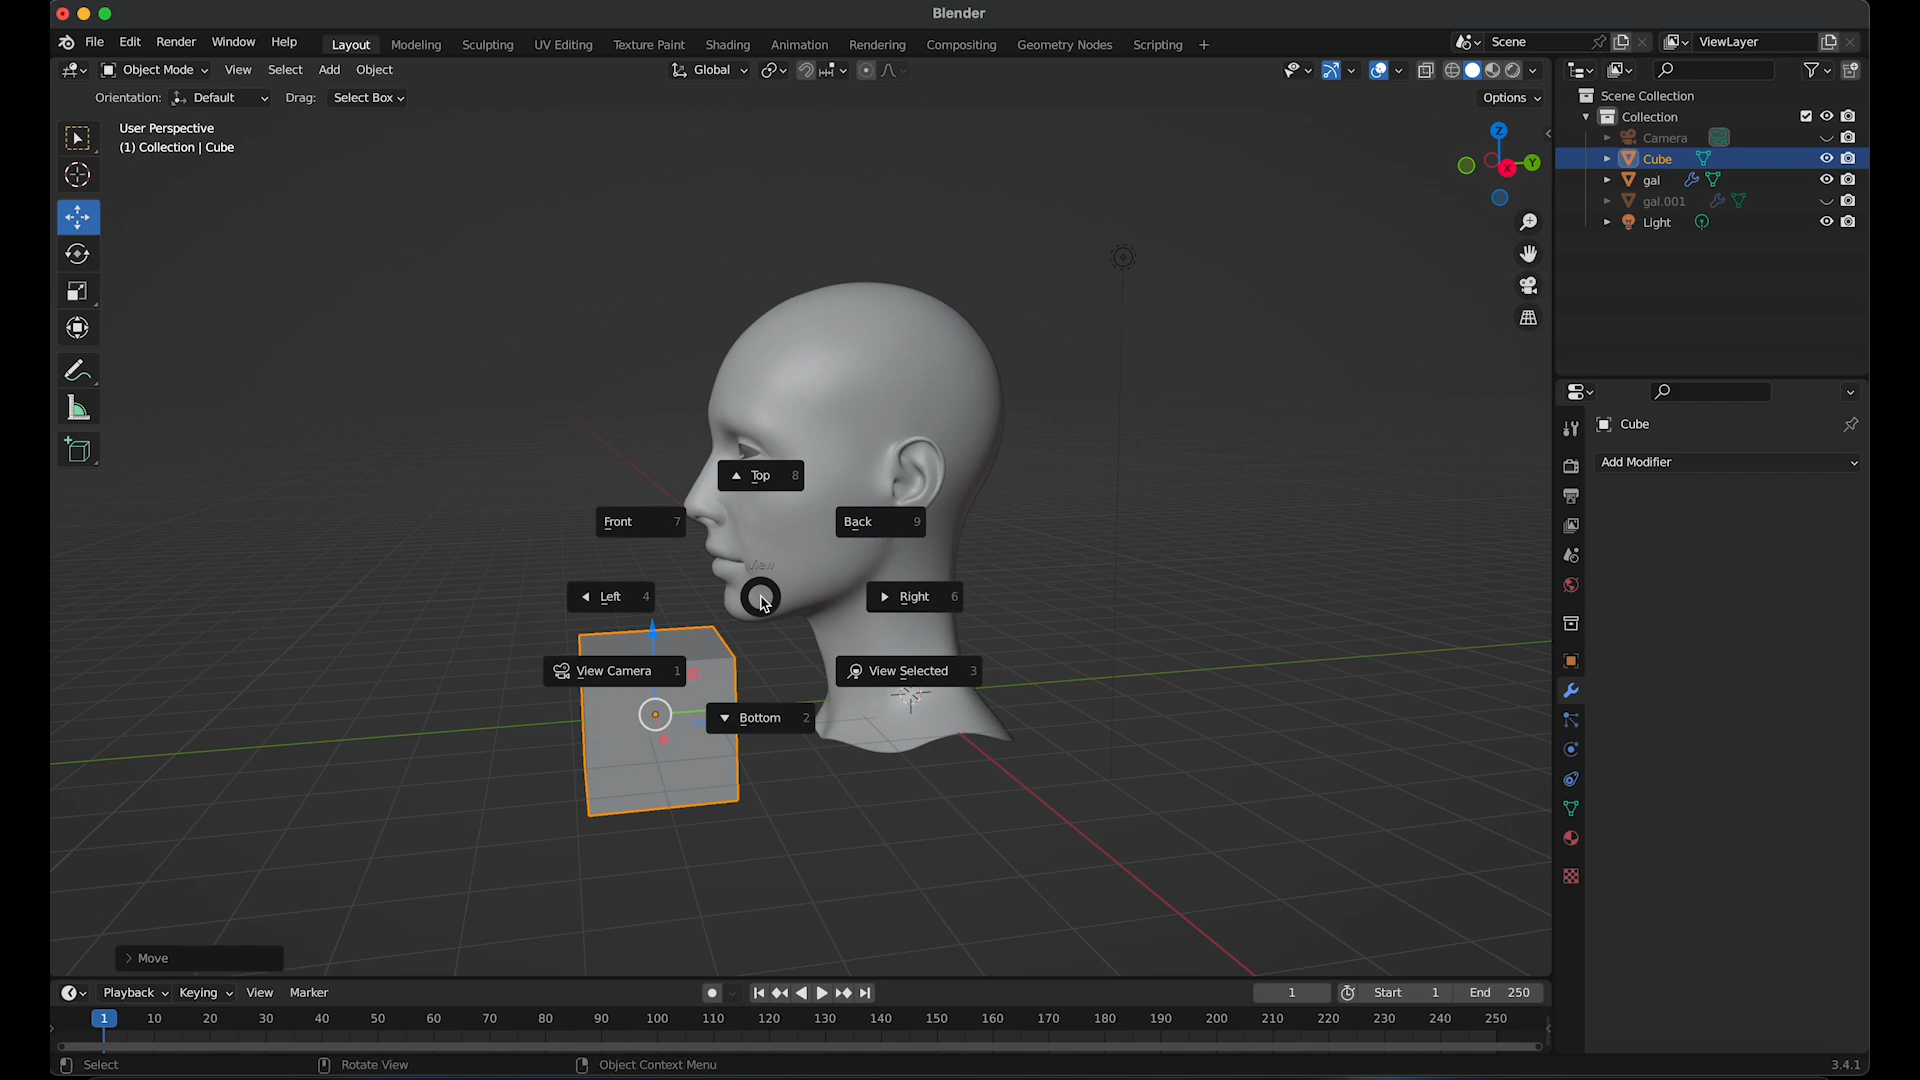 Blender
File Edit Render Window Help Layout Modeling Sculpting UV Editing Texture Paint Shading Animation Rendering Compositing Geometry Nodes Scripting + Scene ViewLayer
Object Mode View Select Add Object Global
Orientation: Default Drag: Select Box Options
User Perspective
(1) Collection | Cube
Z
Y
X
Scene Collection
Collection
Camera
Cube
gal
gal.001
Light
Cube
Add Modifier
Top 8
Front 7
Back 9
View
Left 4
Right 6
View Camera 1
View Selected 3
Bottom 2
> Move
Playback Keying View Marker 1 Start 1 End 250
1 10 20 30 40 50 60 70 80 90 100 110 120 130 140 150 160 170 180 190 200 210 220 230 240 250
Select Rotate View Object Context Menu 3.4.1